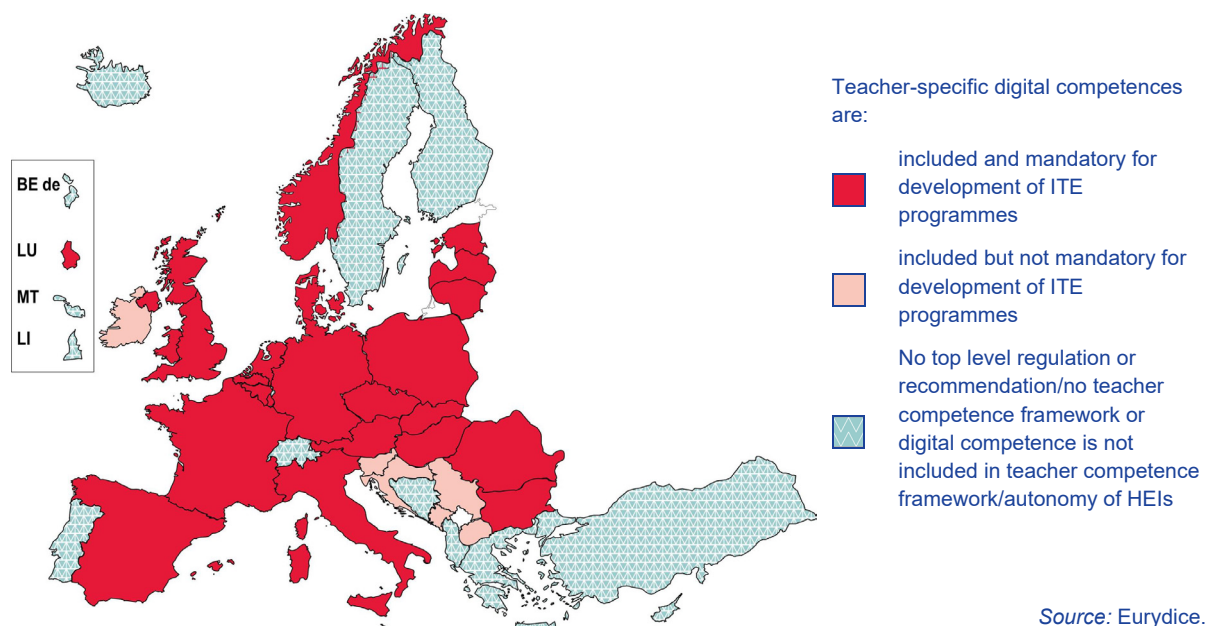 BE de
LU
MT
LI
Teacher-specific digital competences
are:
included and mandatory for
development of ITE
programmes
included but not mandatory for
development of ITE
programmes
No top level regulation or
recommendation/no teacher
competence framework or
digital competence is not
included in teacher competence
framework/autonomy of HEIs
Source: Eurydice.